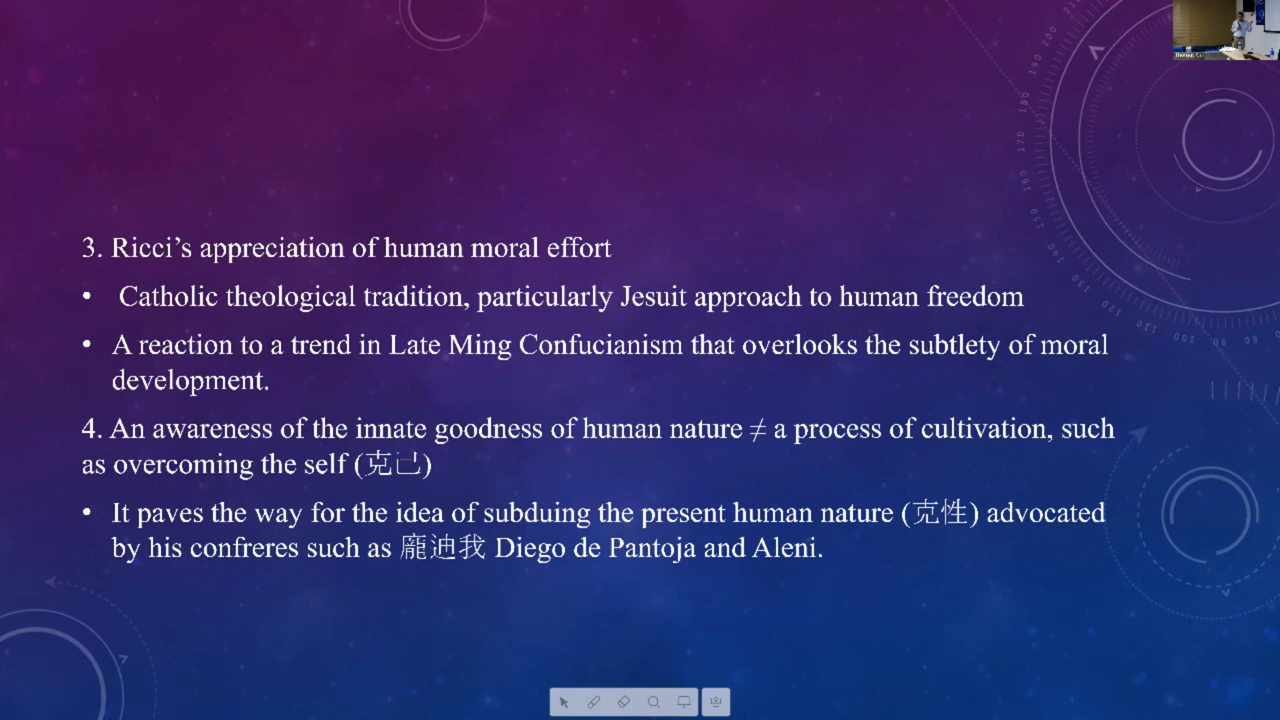 3. Ricci's appreciation of human moral effort
• Catholic theological tradition, particularly Jesuit approach to human freedom
• A reaction to a trend in Late Ming Confucianism that overlooks the subtlety of moral
development.
4. An awareness of the innate goodness of human nature ≠ a process of cultivation, such
as overcoming the self (克己)
• It paves the way for the idea of subduing the present human nature (克性) advocated
by his confreres such as 龐迪我 Diego de Pantoja and Aleni.